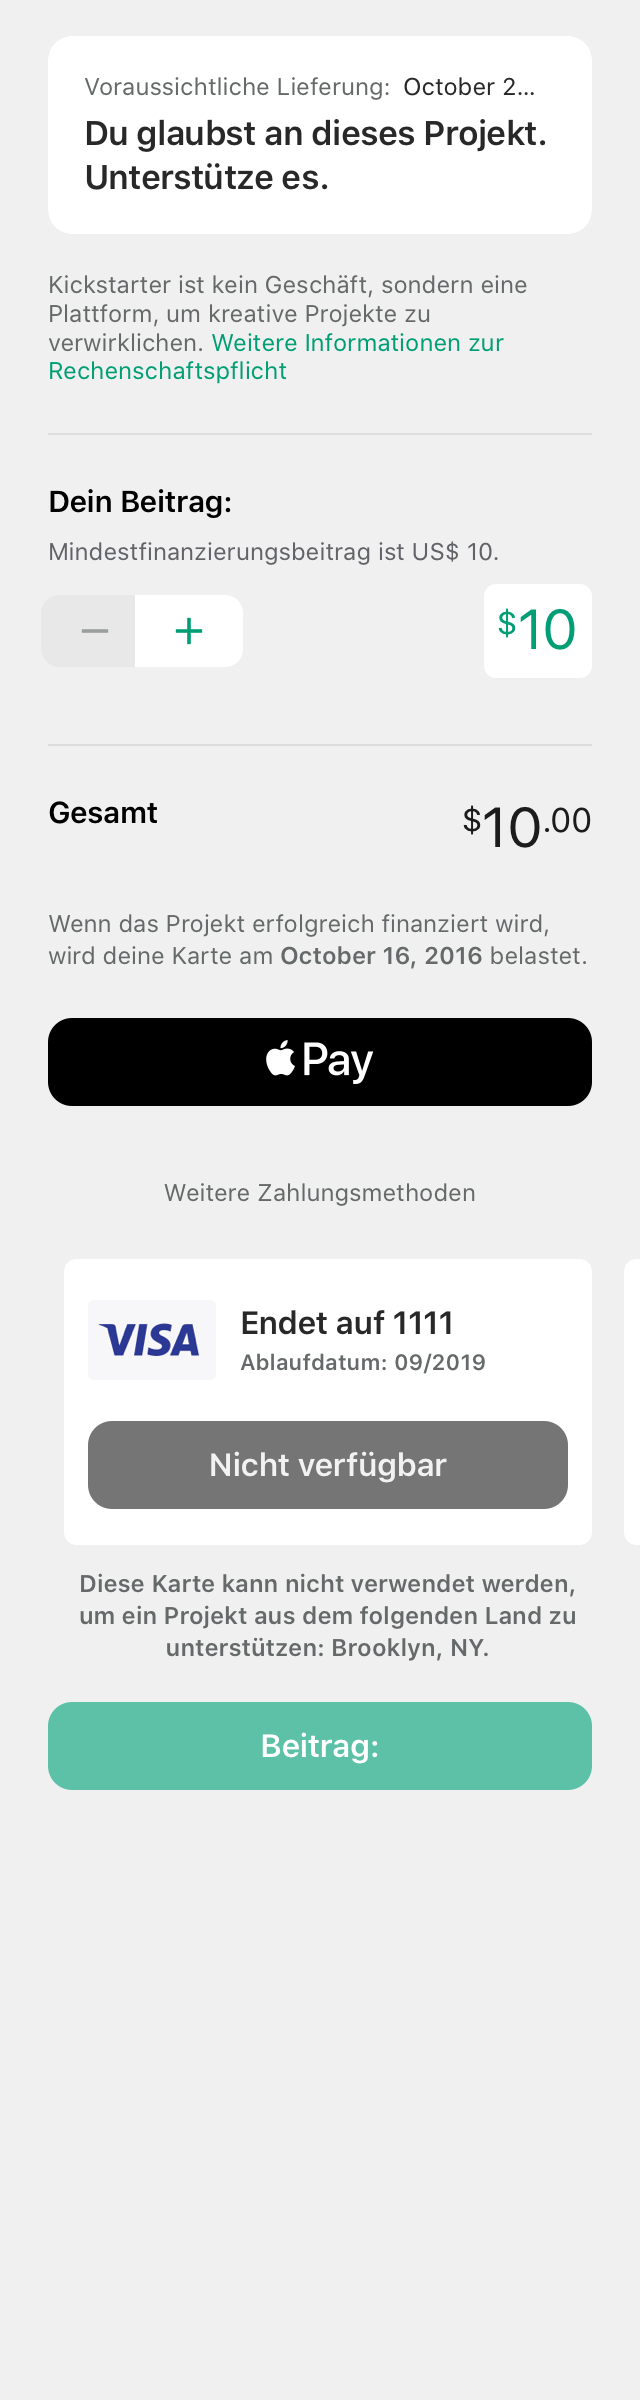 Voraussichtliche Lieferung: October 2...
Du glaubst an dieses Projekt.
Unterstütze es.
Kickstarter ist kein Geschäft, sondern eine
Plattform, um kreative Projekte zu
verwirklichen. Weitere Informationen zur
Rechenschaftspflicht
Dein Beitrag:
Mindestfinanzierungsbeitrag ist US$ 10.
− + $10
Gesamt $10.00
Wenn das Projekt erfolgreich finanziert wird,
wird deine Karte am October 16, 2016 belastet.
Pay
Weitere Zahlungsmethoden
VISA
Endet auf 1111
Ablaufdatum: 09/2019
Nicht verfügbar
Diese Karte kann nicht verwendet werden,
um ein Projekt aus dem folgenden Land zu
unterstützen: Brooklyn, NY.
Beitrag: